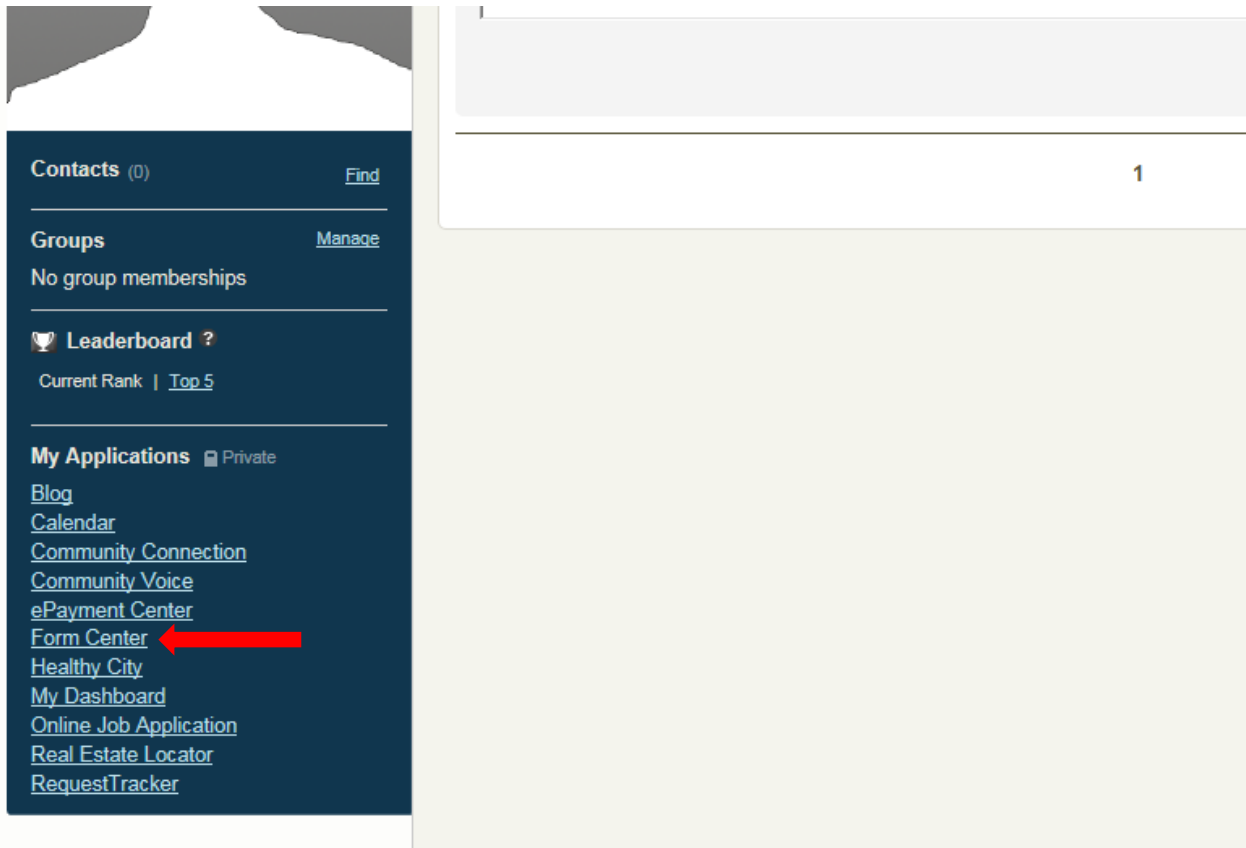 Contacts (0) Find
Groups Manage
No group memberships
Leaderboard ?
Current Rank | Top 5
My Applications Private
Blog
Calendar
Community Connection
Community Voice
ePayment Center
Form Center
Healthy City
My Dashboard
Online Job Application
Real Estate Locator
RequestTracker
1